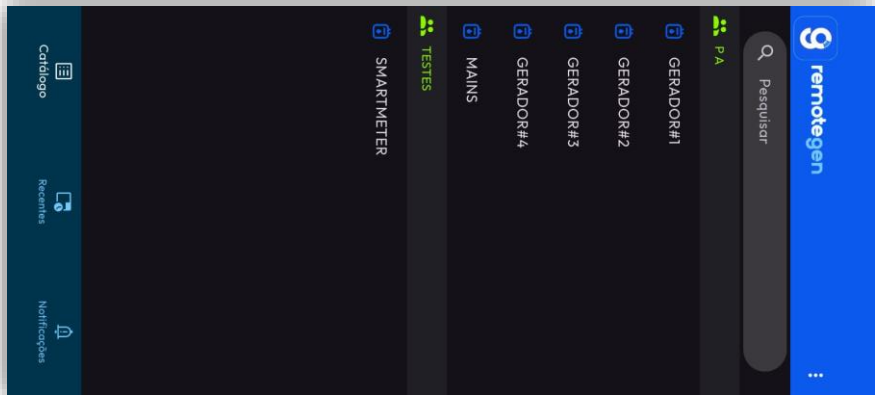 g remotegen
Pesquisar
P A
GERADOR#1
GERADOR#2
GERADOR#3
GERADOR#4
MAINS
TESTES
SMARTMETER
Catálogo
Recentes
Notificações